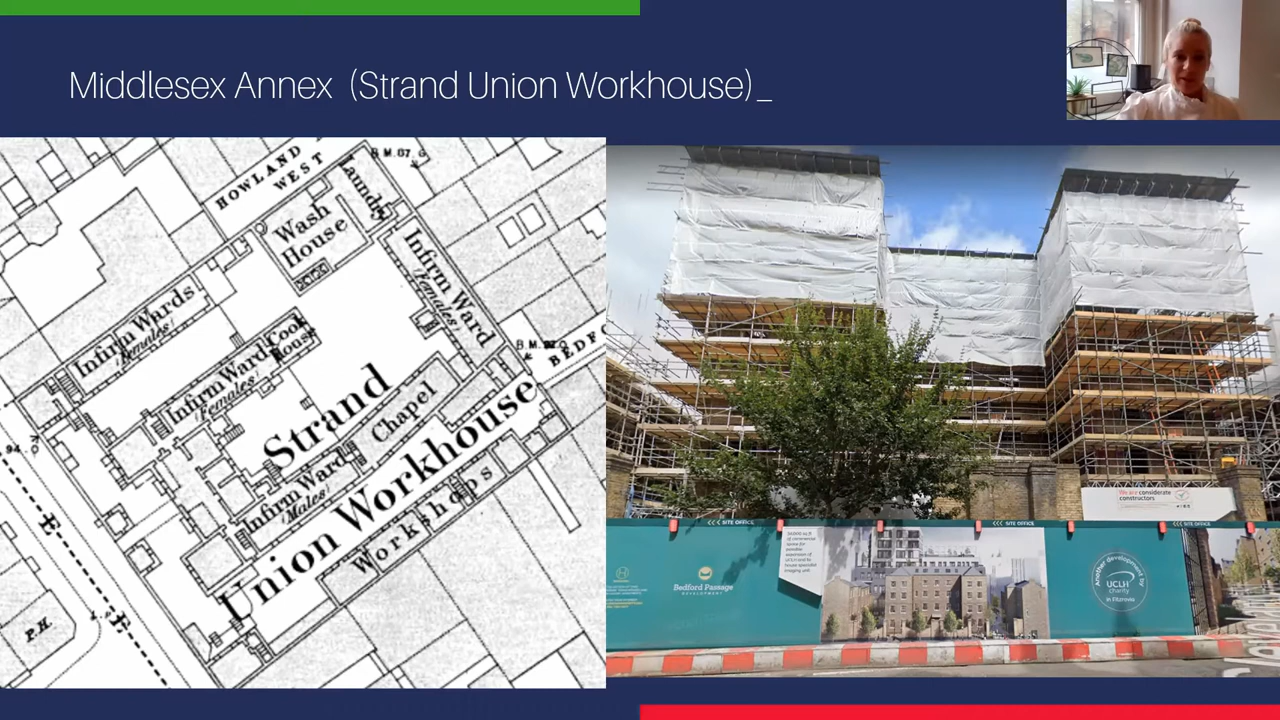 Middlesex Annex (Strand Union Workhouse)_
HOWLAND
WEST
B.M.
Laundry
Wash
House
Infirm Ward
(Females)
Infirm Wards
(Females)
Cook
House
Infirm Ward
(Females)
BEDFO
Strand
Chapel
Union Workhouse
Infirm Ward
(Males)
Workshops
P.H.
We are considerate
constructors
<<< SITE OFFICE
<<< SITE OFFICE
<<< SITE OFFICE
Bedford Passage
DEVELOPMENT
Another development by
UCLH
charity
in Fitzrovia